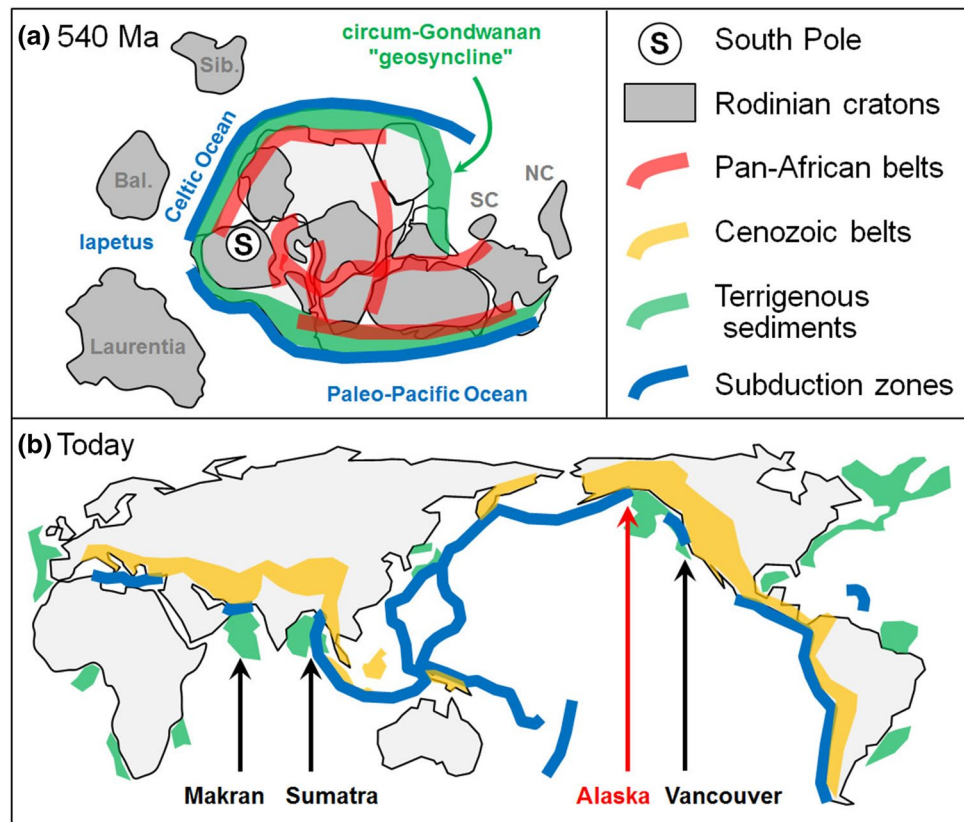 (a) 540 Ma
circum-Gondwanan
"geosyncline"
Sib.
Celtic Ocean
Bal.
Iapetus
S
SC
NC
Laurentia
Paleo-Pacific Ocean
S
South Pole
Rodinian cratons
Pan-African belts
Cenozoic belts
Terrigenous
sediments
Subduction zones
(b) Today
Makran
Sumatra
Alaska
Vancouver